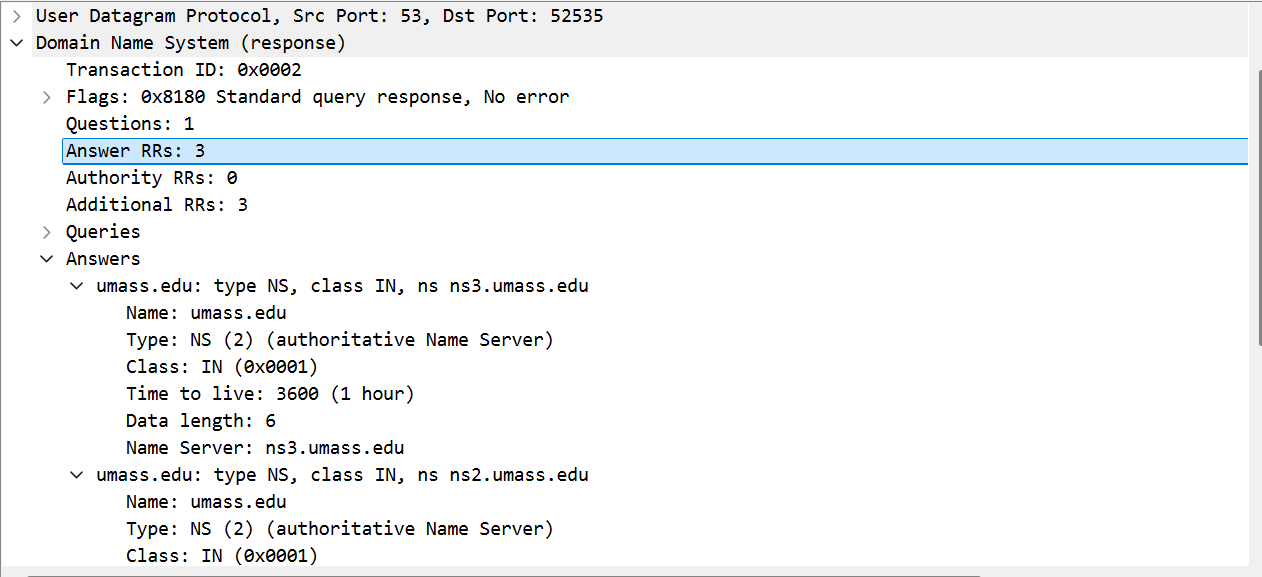 User Datagram Protocol, Src Port: 53, Dst Port: 52535
Domain Name System (response)
Transaction ID: 0x0002
Flags: 0x8180 Standard query response, No error
Questions: 1
Answer RRs: 3
Authority RRs: 0
Additional RRs: 3
Queries
Answers
umass.edu: type NS, class IN, ns ns3.umass.edu
Name: umass.edu
Type: NS (2) (authoritative Name Server)
Class: IN (0x0001)
Time to live: 3600 (1 hour)
Data length: 6
Name Server: ns3.umass.edu
umass.edu: type NS, class IN, ns ns2.umass.edu
Name: umass.edu
Type: NS (2) (authoritative Name Server)
Class: IN (0x0001)